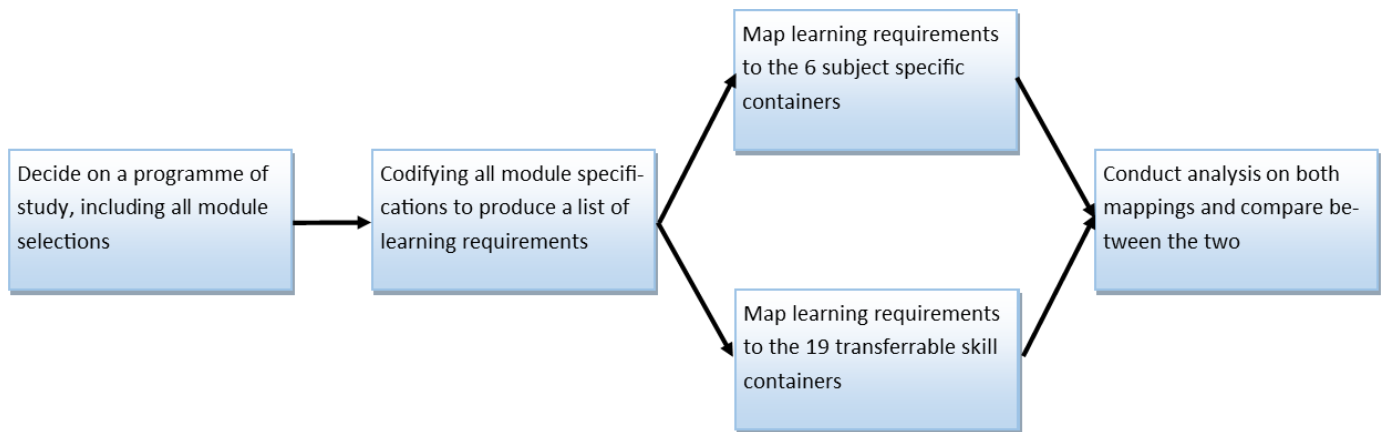 Decide on a programme of
study, including all module
selections
Codifying all module specifi-
cations to produce a list of
learning requirements
Map learning requirements
to the 6 subject specific
containers
Map learning requirements
to the 19 transferrable skill
containers
Conduct analysis on both
mappings and compare be-
tween the two